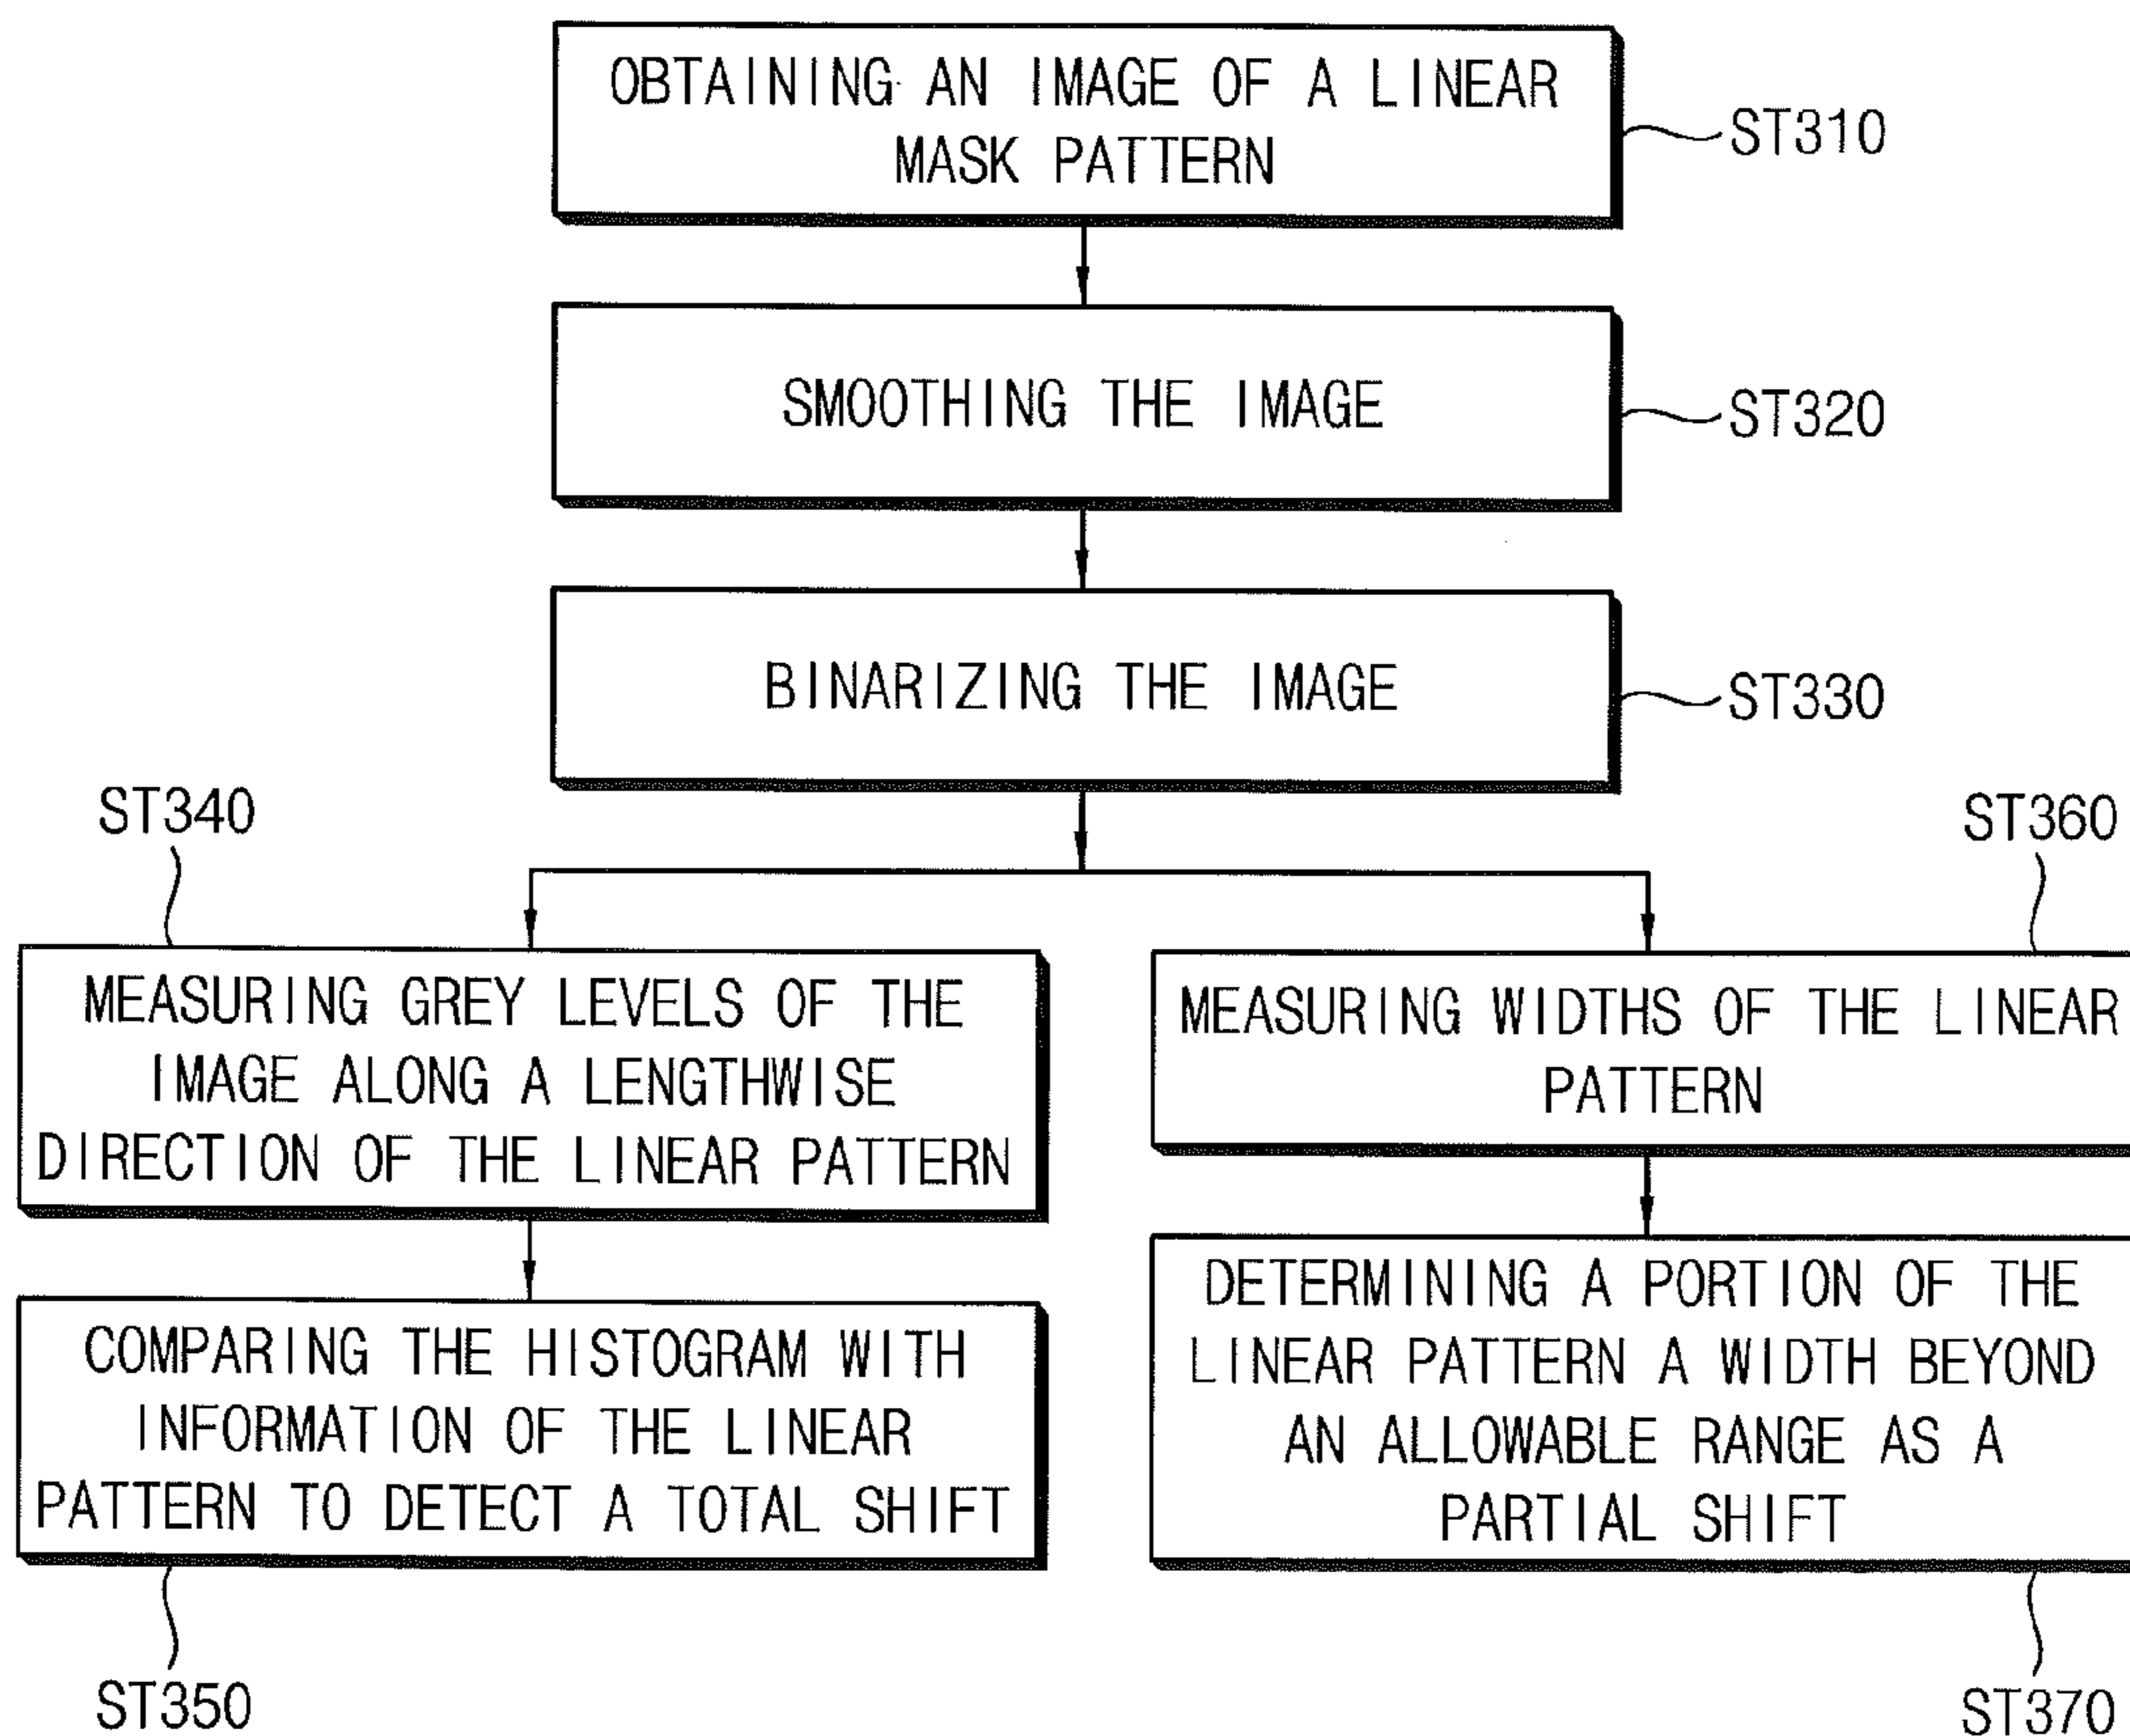 OBTAINING AN IMAGE OF A LINEAR
MASK PATTERN
ST310
SMOOTHING THE IMAGE
ST320
BINARIZING THE IMAGE
ST330
ST340
MEASURING GREY LEVELS OF THE
IMAGE ALONG A LENGTHWISE
DIRECTION OF THE LINEAR PATTERN
COMPARING THE HISTOGRAM WITH
INFORMATION OF THE LINEAR
PATTERN TO DETECT A TOTAL SHIFT
ST350
ST360
MEASURING WIDTHS OF THE LINEAR
PATTERN
DETERMINING A PORTION OF THE
LINEAR PATTERN A WIDTH BEYOND
AN ALLOWABLE RANGE AS A
PARTIAL SHIFT
ST370